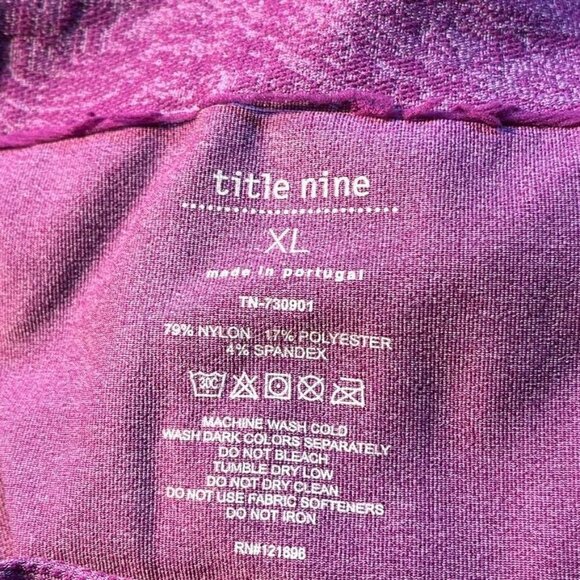 title nine
XL
made in portugal
TN-730901
79% NYLON 17% POLYESTER
4% SPANDEX
30C
MACHINE WASH COLD
WASH DARK COLORS SEPARATELY
DO NOT BLEACH
TUMBLE DRY LOW
DO NOT DRY CLEAN
DO NOT USE FABRIC SOFTENERS
DO NOT IRON
RN#121898